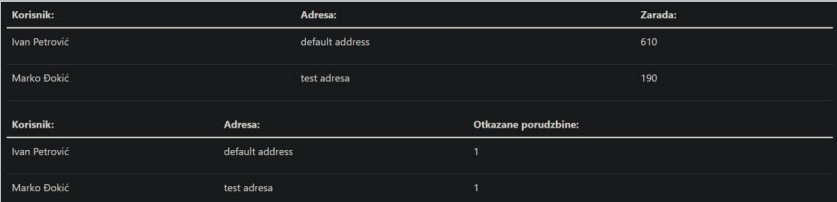 Korisnik: Adresa: Zarada:
Ivan Petrović default address 610
Marko Đokić test adresa 190
Korisnik: Adresa: Otkazane porudzbine:
Ivan Petrović default address 1
Marko Đokić test adresa 1